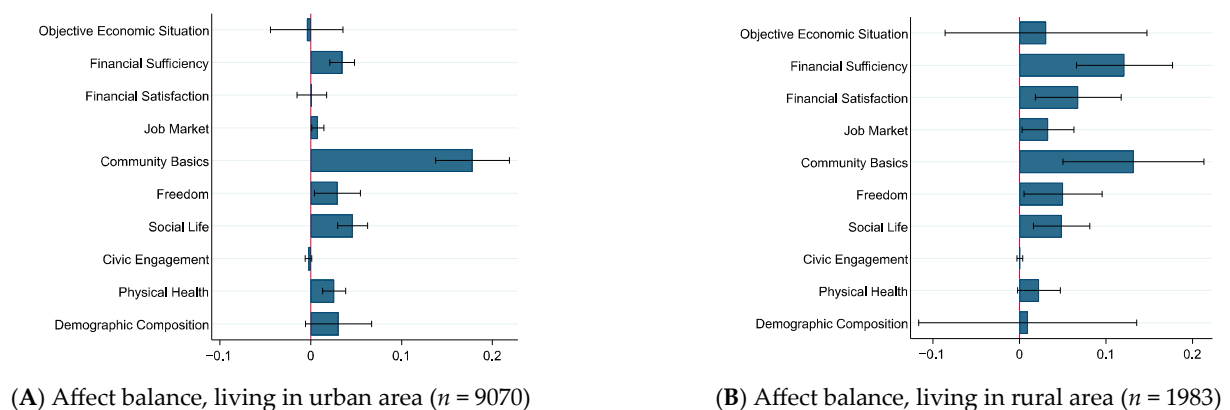 Objective Economic Situation
Financial Sufficiency
Financial Satisfaction
Job Market
Community Basics
Freedom
Social Life
Civic Engagement
Physical Health
Demographic Composition
−0.1 0 0.1 0.2
(A) Affect balance, living in urban area (n = 9070)
Objective Economic Situation
Financial Sufficiency
Financial Satisfaction
Job Market
Community Basics
Freedom
Social Life
Civic Engagement
Physical Health
Demographic Composition
−0.1 0 0.1 0.2
(B) Affect balance, living in rural area (n = 1983)